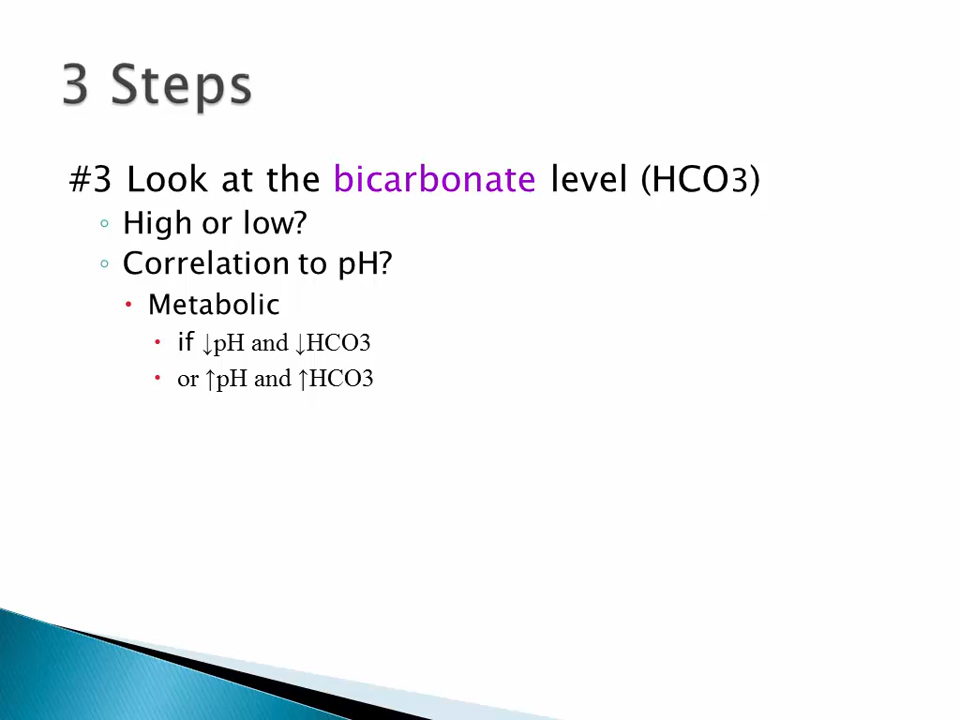 3 Steps
#3 Look at the bicarbonate level (HCO3)
◦ High or low?
◦ Correlation to pH?
• Metabolic
• if ↓pH and ↓HCO3
• or ↑pH and ↑HCO3